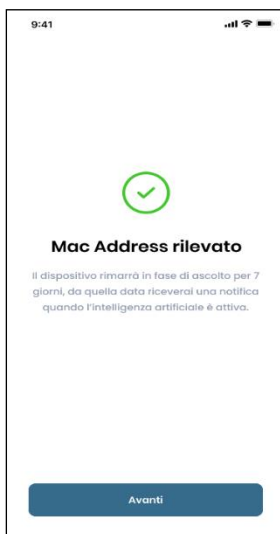 9:41
Mac Address rilevato
Il dispositivo rimarrà in fase di ascolto per 7
giorni, da quella data riceverai una notifica
quando l'intelligenza artificiale è attiva.
Avanti